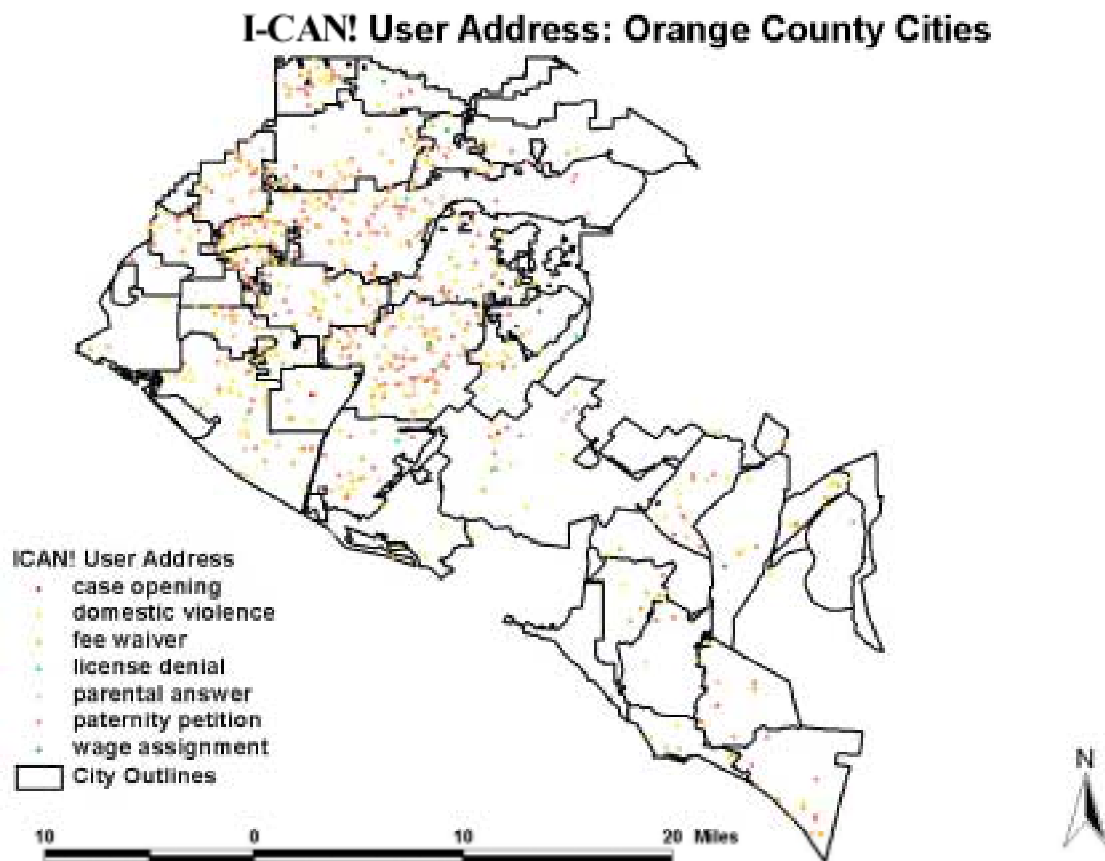 I-CAN! User Address: Orange County Cities
ICAN! User Address
case opening
domestic violence
fee waiver
license denial
parental answer
paternity petition
wage assignment
City Outlines
10 0 10 20 Miles
N